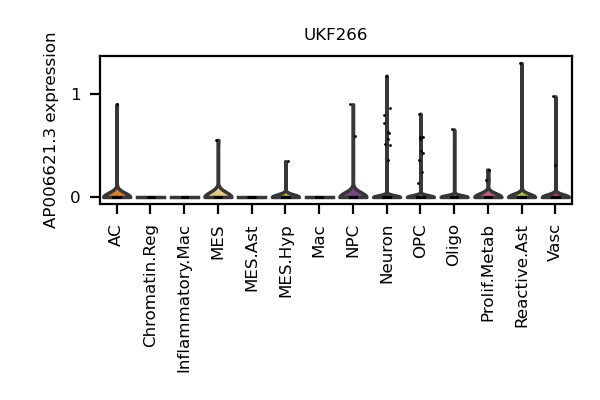 UKF266
AP006621.3 expression
1
0
AC
Chromatin.Reg
Inflammatory.Mac
MES
MES.Ast
MES.Hyp
Mac
NPC
Neuron
OPC
Oligo
Prolif.Metab
Reactive.Ast
Vasc